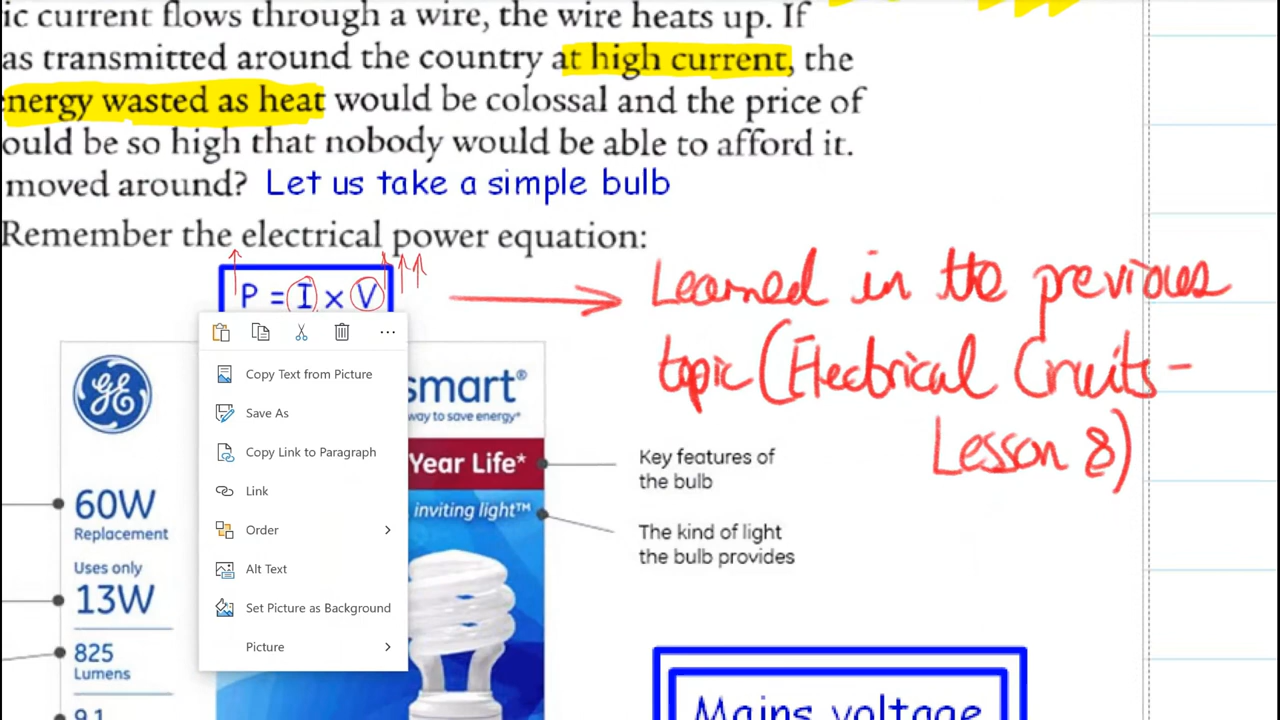 ic current flows through a wire, the wire heats up. If
as transmitted around the country at high current, the
nergy wasted as heat would be colossal and the price of
ould be so high that nobody would be able to afford it.
moved around? Let us take a simple bulb
Remember the electrical power equation:
P = I × V
Learned in the previous
topic (Electrical Circuits -
Lesson 8)
Copy Text from Picture
Save As
Copy Link to Paragraph
Link
Order
Alt Text
Set Picture as Background
Picture
GE
smart®
way to save energy®
Year Life*
inviting light™
60W
Replacement
Uses only
13W
825
Lumens
9.1
Key features of
the bulb
The kind of light
the bulb provides
Mains voltage